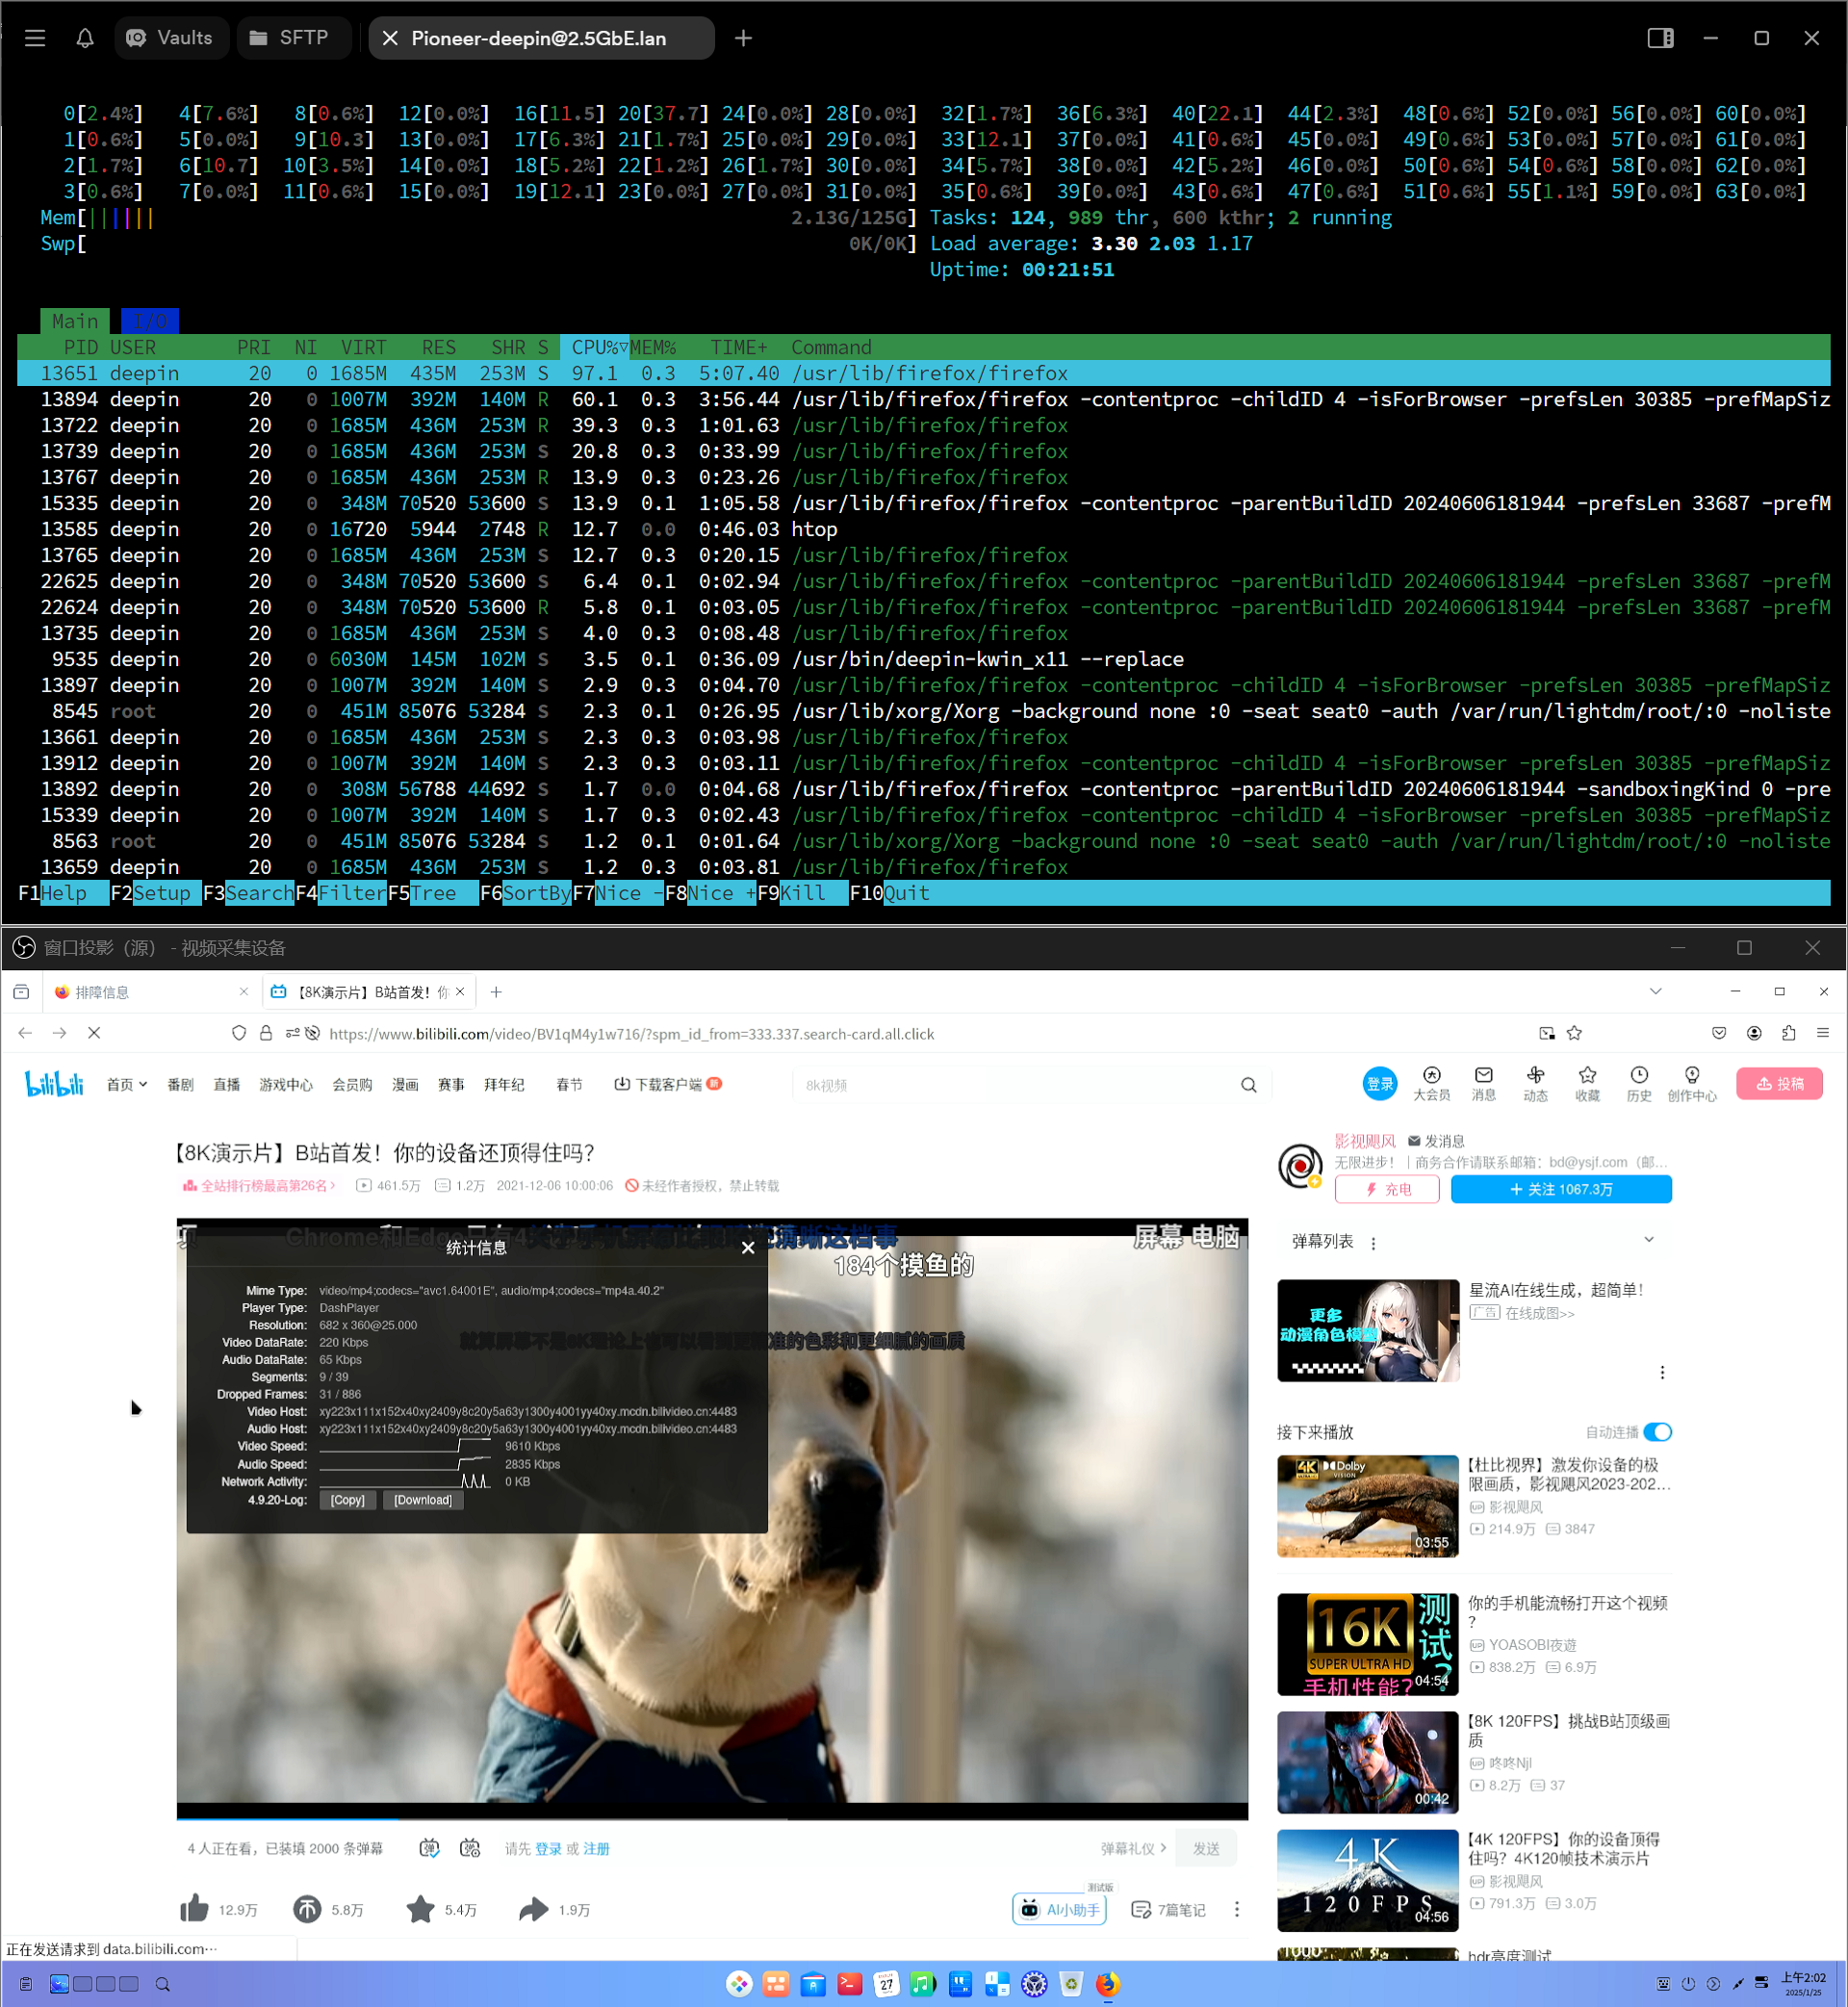 Vaults
SFTP
Pioneer-deepin@2.5GbE.lan
0[2.4%] 4[7.6%] 8[0.6%] 12[0.0%] 16[11.5] 20[37.7] 24[0.0%] 28[0.0%] 32[1.7%] 36[6.3%] 40[22.1] 44[2.3%] 48[0.6%] 52[0.0%] 56[0.0%] 60[0.0%]
1[0.6%] 5[0.0%] 9[10.3] 13[0.0%] 17[6.3%] 21[1.7%] 25[0.0%] 29[0.0%] 33[12.1] 37[0.0%] 41[0.6%] 45[0.0%] 49[0.6%] 53[0.0%] 57[0.0%] 61[0.0%]
2[1.7%] 6[10.7] 10[3.5%] 14[0.0%] 18[5.2%] 22[1.2%] 26[1.7%] 30[0.0%] 34[5.7%] 38[0.0%] 42[5.2%] 46[0.0%] 50[0.6%] 54[0.6%] 58[0.0%] 62[0.0%]
3[0.6%] 7[0.0%] 11[0.6%] 15[0.0%] 19[12.1] 23[0.0%] 27[0.0%] 31[0.0%] 35[0.6%] 39[0.0%] 43[0.6%] 47[0.6%] 51[0.6%] 55[1.1%] 59[0.0%] 63[0.0%]
Mem[||||||2.13G/125G] Tasks: 124, 989 thr, 600 kthr; 2 running
Swp[0K/0K] Load average: 3.30 2.03 1.17
Uptime: 00:21:51
Main I/O
PID USER PRI NI VIRT RES SHR S CPU%▽MEM% TIME+ Command
13651 deepin 20 0 1685M 435M 253M S 97.1 0.3 5:07.40 /usr/lib/firefox/firefox
13894 deepin 20 0 1007M 392M 140M R 60.1 0.3 3:56.44 /usr/lib/firefox/firefox -contentproc -childID 4 -isForBrowser -prefsLen 30385 -prefMapSiz
13722 deepin 20 0 1685M 436M 253M R 39.3 0.3 1:01.63 /usr/lib/firefox/firefox
13739 deepin 20 0 1685M 436M 253M S 20.8 0.3 0:33.99 /usr/lib/firefox/firefox
13767 deepin 20 0 1685M 436M 253M R 13.9 0.3 0:23.26 /usr/lib/firefox/firefox
15335 deepin 20 0 348M 70520 53600 S 13.9 0.1 1:05.58 /usr/lib/firefox/firefox -contentproc -parentBuildID 20240606181944 -prefsLen 33687 -prefM
13585 deepin 20 0 16720 5944 2748 R 12.7 0.0 0:46.03 htop
13765 deepin 20 0 1685M 436M 253M S 12.7 0.3 0:20.15 /usr/lib/firefox/firefox
22625 deepin 20 0 348M 70520 53600 S 6.4 0.1 0:02.94 /usr/lib/firefox/firefox -contentproc -parentBuildID 20240606181944 -prefsLen 33687 -prefM
22624 deepin 20 0 348M 70520 53600 R 5.8 0.1 0:03.05 /usr/lib/firefox/firefox -contentproc -parentBuildID 20240606181944 -prefsLen 33687 -prefM
13735 deepin 20 0 1685M 436M 253M S 4.0 0.3 0:08.48 /usr/lib/firefox/firefox
9535 deepin 20 0 6030M 145M 102M S 3.5 0.1 0:36.09 /usr/bin/deepin-kwin_x11 --replace
13897 deepin 20 0 1007M 392M 140M S 2.9 0.3 0:04.70 /usr/lib/firefox/firefox -contentproc -childID 4 -isForBrowser -prefsLen 30385 -prefMapSiz
8545 root 20 0 451M 85076 53284 S 2.3 0.1 0:26.95 /usr/lib/xorg/Xorg -background none :0 -seat seat0 -auth /var/run/lightdm/root/:0 -noliste
13661 deepin 20 0 1685M 436M 253M S 2.3 0.3 0:03.98 /usr/lib/firefox/firefox
13912 deepin 20 0 1007M 392M 140M S 2.3 0.3 0:03.11 /usr/lib/firefox/firefox -contentproc -childID 4 -isForBrowser -prefsLen 30385 -prefMapSiz
13892 deepin 20 0 308M 56788 44692 S 1.7 0.0 0:04.68 /usr/lib/firefox/firefox -contentproc -parentBuildID 20240606181944 -sandboxingKind 0 -pre
15339 deepin 20 0 1007M 392M 140M S 1.7 0.3 0:02.43 /usr/lib/firefox/firefox -contentproc -childID 4 -isForBrowser -prefsLen 30385 -prefMapSiz
8563 root 20 0 451M 85076 53284 S 1.2 0.1 0:01.64 /usr/lib/xorg/Xorg -background none :0 -seat seat0 -auth /var/run/lightdm/root/:0 -noliste
13659 deepin 20 0 1685M 436M 253M S 1.2 0.3 0:03.81 /usr/lib/firefox/firefox
F1Help F2Setup F3SearchF4FilterF5Tree F6SortByF7Nice -F8Nice +F9Kill F10Quit
窗口投影（源） - 视频采集设备
排障信息
【8K演示片】B站首发！你
https://www.bilibili.com/video/BV1qM4y1w716/?spm_id_from=333.337.search-card.all.click
bilibili 首页 番剧 直播 游戏中心 会员购 漫画 赛事 拜年纪 春节 下载客户端 新
8k视频
登录 大会员 消息 动态 收藏 历史 创作中心 投稿
【8K演示片】B站首发！你的设备还顶得住吗？
全站排行榜最高第26名 461.5万 1.2万 2021-12-06 10:00:06 未经作者授权，禁止转载
影视飓风 发消息
无限进步！｜商务合作请联系邮箱：bd@ysjf.com（邮...
充电
+ 关注 1067.3万
Chrome和Edge只有4
清晰这档事
屏幕 电脑
184个摸鱼的
统计信息
Mime Type: video/mp4;codecs="avc1.64001E", audio/mp4;codecs="mp4a.40.2"
Player Type: DashPlayer
Resolution: 682 x 360@25.000
Video DataRate: 220 Kbps
就算屏幕不是8K理论上也可以看到更精准的色彩和更细腻的画质
Audio DataRate: 65 Kbps
Segments: 9 / 39
Dropped Frames: 31 / 886
Video Host: xy223x111x152x40xy2409y8c20y5a63y1300y4001yy40xy.mcdn.bilivideo.cn:4483
Audio Host: xy223x111x152x40xy2409y8c20y5a63y1300y4001yy40xy.mcdn.bilivideo.cn:4483
Video Speed: 9610 Kbps
Audio Speed: 2835 Kbps
Network Activity: 0 KB
4.9.20-Log: [Copy] [Download]
弹幕列表
更多
动漫角色模型
星流AI在线生成，超简单！
广告 在线成图>>
接下来播放
自动连播
4K Dolby VISION
03:55
【杜比视界】激发你设备的极
限画质，影视飓风2023-202...
影视飓风
214.9万 3847
16K
SUPER ULTRA HD
测试?
手机性能?
04:54
你的手机能流畅打开这个视频
？
YOASOBI夜遊
838.2万 6.9万
00:42
【8K 120FPS】挑战B站顶级画
质
咚咚Njl
8.2万 37
4K
120FPS
04:56
【4K 120FPS】你的设备顶得
住吗？4K120帧技术演示片
影视飓风
791.3万 3.0万
hdr亮度测试
4 人正在看，已装填 2000 条弹幕
请先 登录 或 注册
弹幕礼仪
发送
12.9万 5.8万 5.4万 1.9万
测试版
AI小助手
7篇笔记
正在发送请求到 data.bilibili.com…
27
上午2:02
2025/1/25